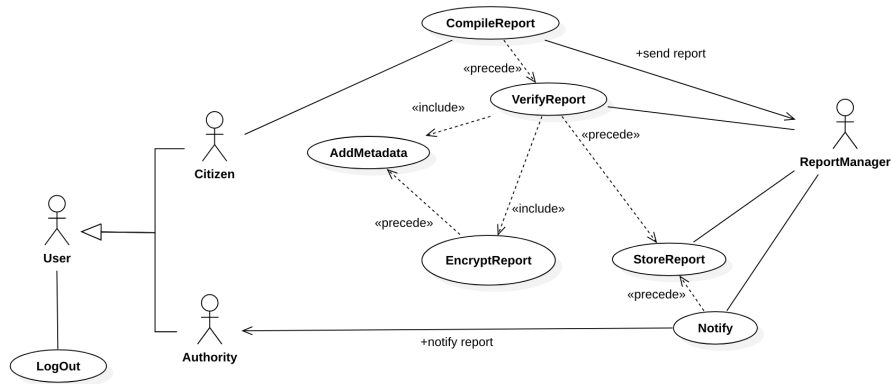 CompileReport
+send report
«precede»
VerifyReport
«include»
«precede»
AddMetadata
ReportManager
Citizen
«include»
«precede»
User
EncryptReport
StoreReport
«precede»
Notify
+notify report
Authority
LogOut